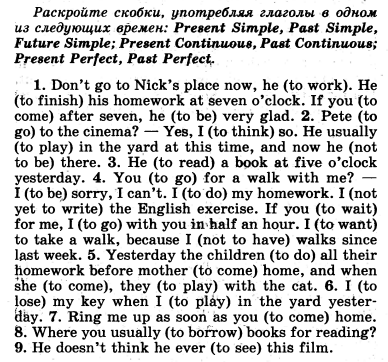 Раскройте скобки, употребляя глаголы в одном
из следующих времен: Present Simple, Past Simple,
Future Simple; Present Continuous, Past Continuous;
Present Perfect, Past Perfect.
1. Don't go to Nick's place now, he (to work). He
(to finish) his homework at seven o'clock. If you (to
come) after seven, he (to be) very glad. 2. Pete (to
go) to the cinema? — Yes, I (to think) so. He usually
(to play) in the yard at this time, and now he (not
to be) there. 3. He (to read) a book at five o'clock
yesterday. 4. You (to go) for a walk with me? —
I (to be) sorry, I can't. I (to do) my homework. I (not
yet to write) the English exercise. If you (to wait)
for me, I (to go) with you in half an hour. I (to want)
to take a walk, because I (not to have) walks since
last week. 5. Yesterday the children (to do) all their
homework before mother (to come) home, and when
she (to come), they (to play) with the cat. 6. I (to
lose) my key when I (to play) in the yard yester-
day. 7. Ring me up as soon as you (to come) home.
8. Where you usually (to borrow) books for reading?
9. He doesn't think he ever (to see) this film.